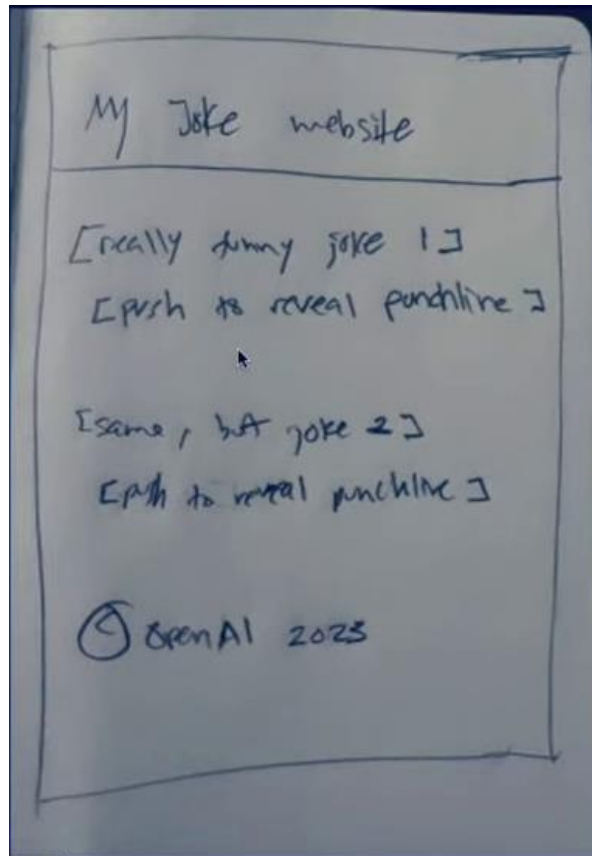 My Joke website
[really funny joke 1]
[push to reveal punchline]
[same, but joke 2]
[push to reveal punchline]
© OpenAI 2023